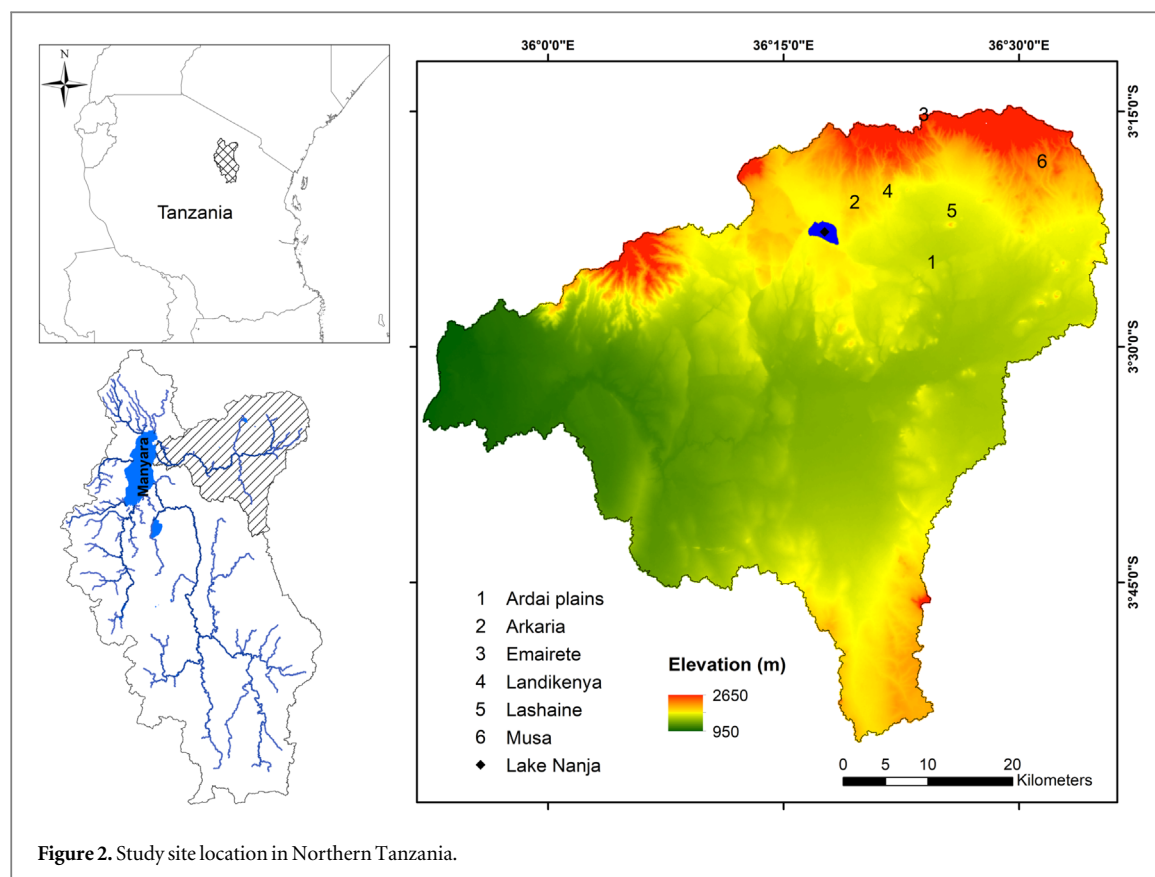 N
Tanzania
Manyara
36°0'0"E
36°15'0"E
36°30'0"E
3°15'0"S
3°30'0"S
3°45'0"S
3
6
4
2
5
1
1 Ardai plains
2 Arkaria
3 Emairete
4 Landikenya
5 Lashaine
6 Musa
◆ Lake Nanja
Elevation (m)
2650
950
0 5 10 20
Kilometers
Figure 2. Study site location in Northern Tanzania.